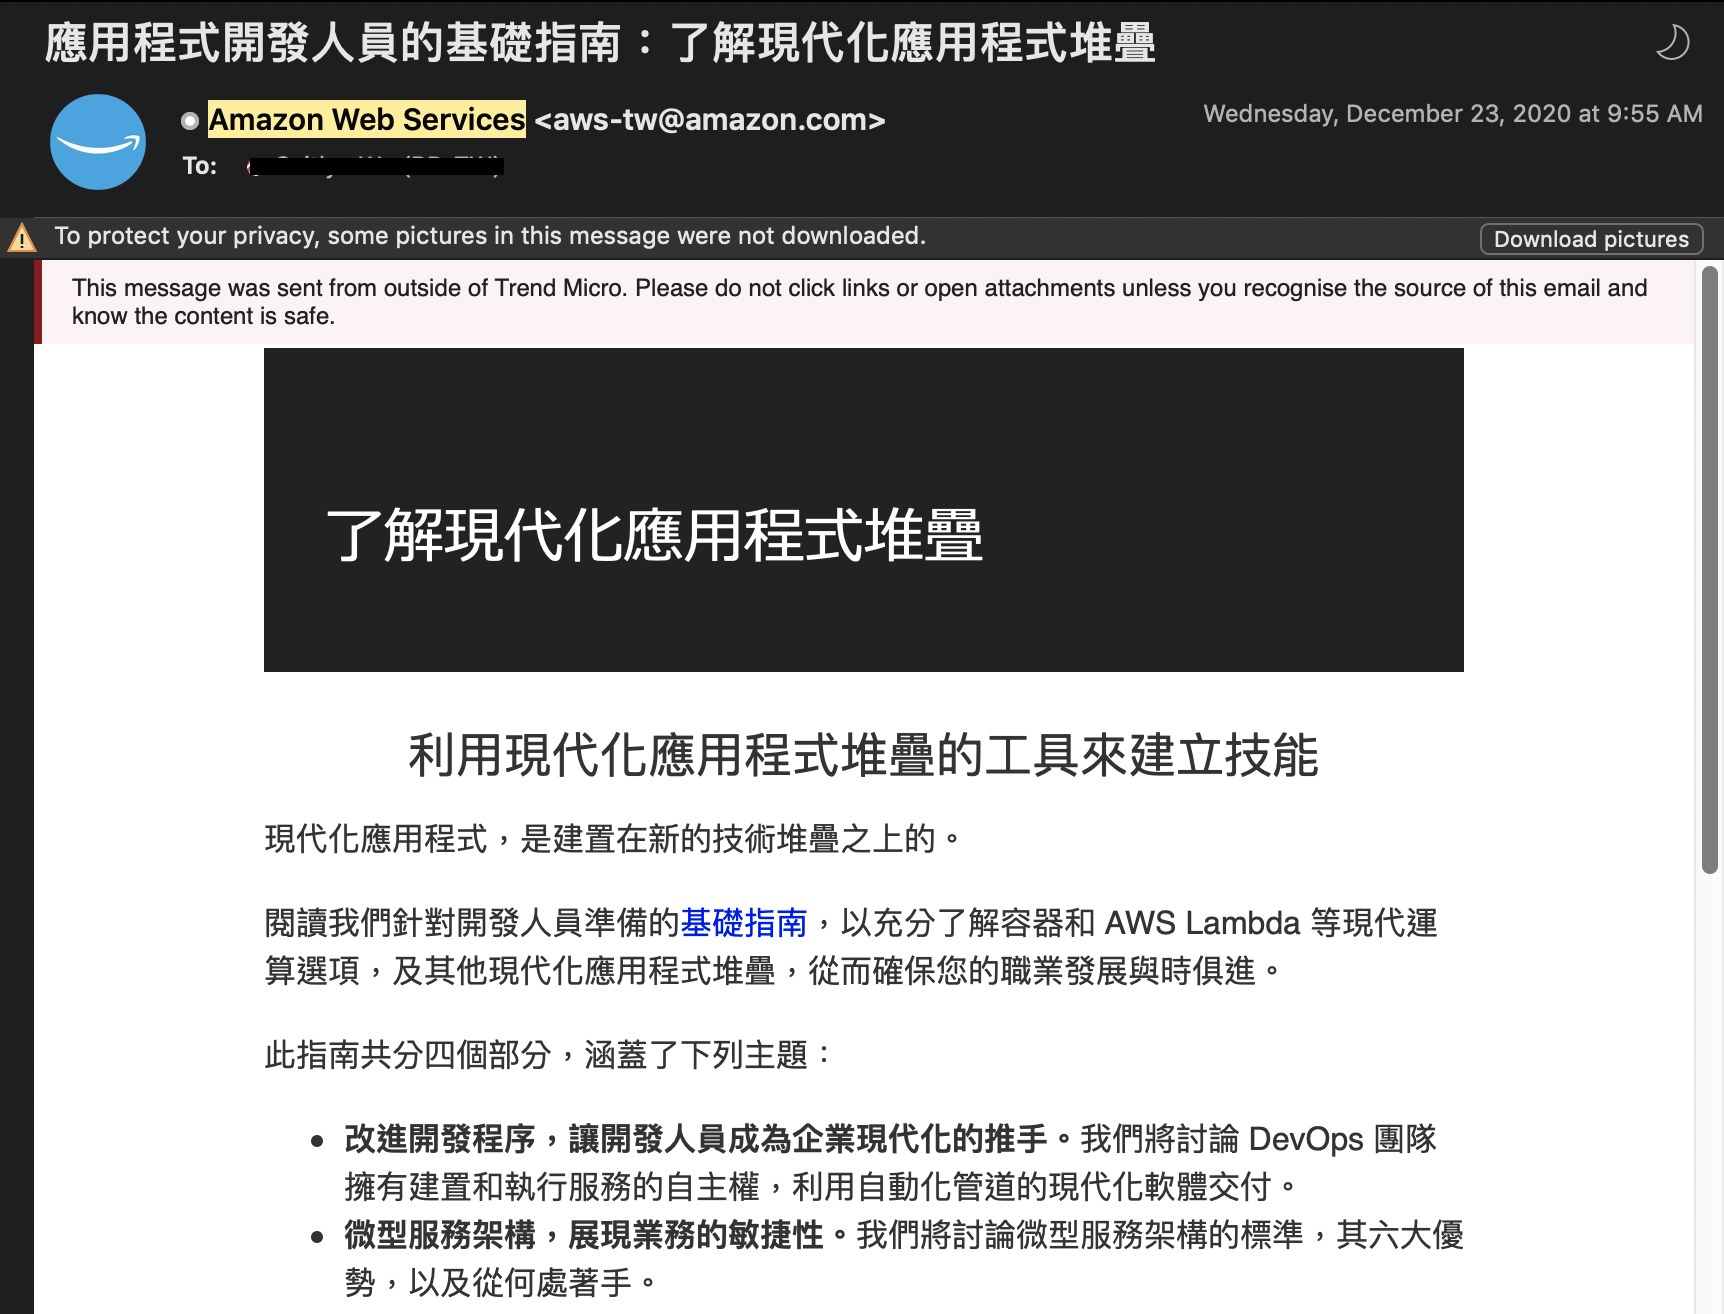 應用程式開發人員的基礎指南：了解現代化應用程式堆疊
Amazon Web Services <aws-tw@amazon.com>
Wednesday, December 23, 2020 at 9:55 AM
To:
To protect your privacy, some pictures in this message were not downloaded.
Download pictures
This message was sent from outside of Trend Micro. Please do not click links or open attachments unless you recognise the source of this email and
know the content is safe.
了解現代化應用程式堆疊
利用現代化應用程式堆疊的工具來建立技能
現代化應用程式，是建置在新的技術堆疊之上的。
閱讀我們針對開發人員準備的基礎指南，以充分了解容器和 AWS Lambda 等現代運
算選項，及其他現代化應用程式堆疊，從而確保您的職業發展與時俱進。
此指南共分四個部分，涵蓋了下列主題：
• 改進開發程序，讓開發人員成為企業現代化的推手。我們將討論 DevOps 團隊
擁有建置和執行服務的自主權，利用自動化管道的現代化軟體交付。
• 微型服務架構，展現業務的敏捷性。我們將討論微型服務架構的標準，其六大優
勢，以及從何處著手。